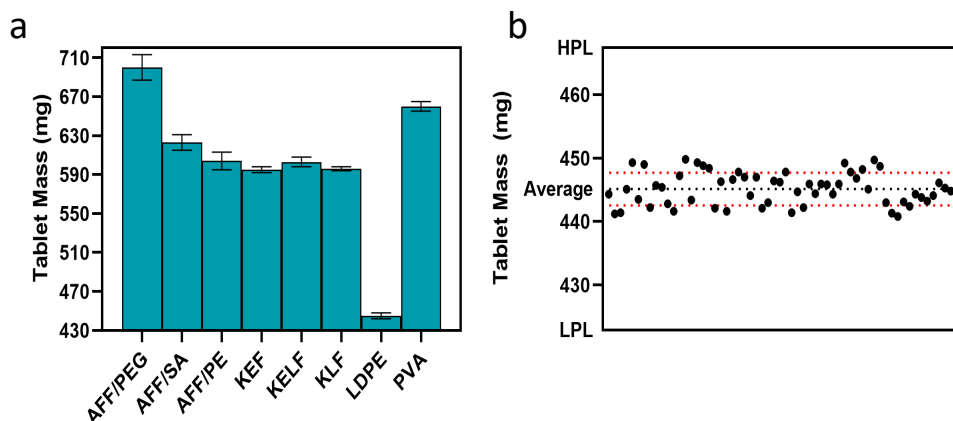 a
Tablet Mass (mg)
710
670
630
590
550
510
470
430
AFF/PEG
AFF/SA
AFF/PE
KEF
KELF
KLF
LDPE
PVA
b
Tablet Mass (mg)
HPL
460
450
Average
440
430
LPL